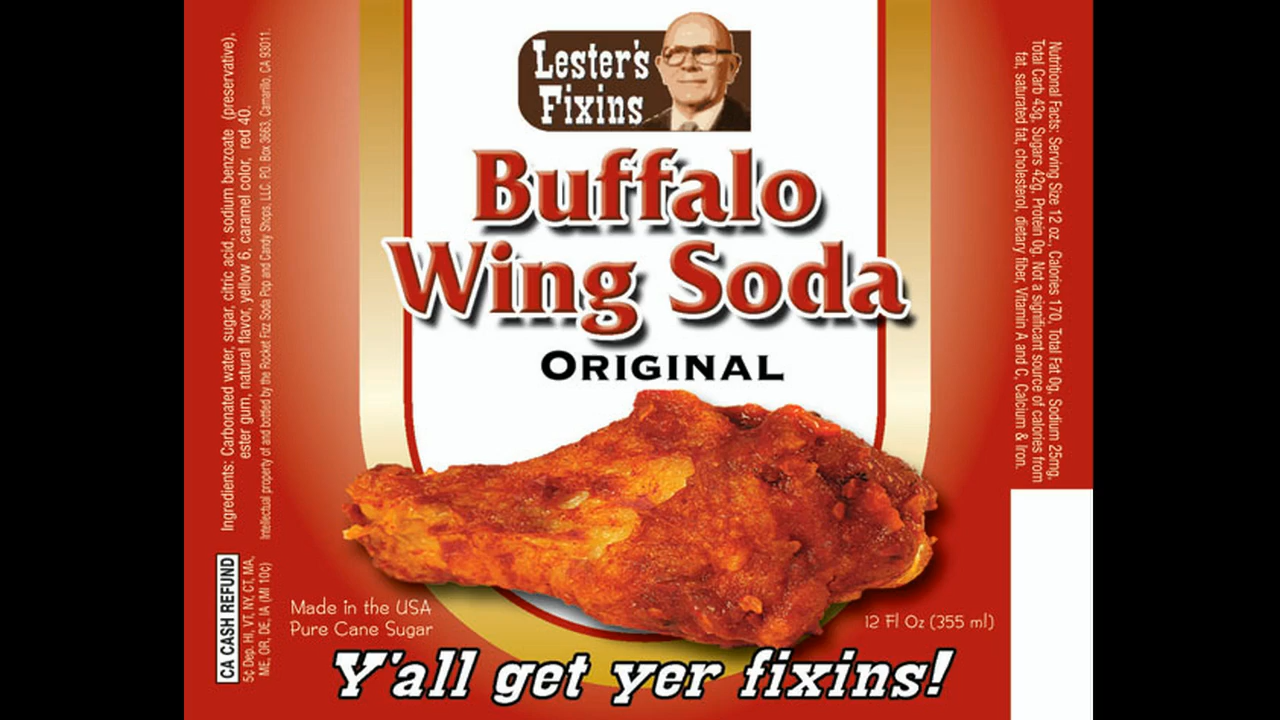 Lester's
Fixins
Buffalo
Wing Soda
ORIGINAL
Made in the USA
Pure Cane Sugar
12 Fl Oz (355 ml)
Y'all get yer fixins!
Ingredients: Carbonated water, sugar, citric acid, sodium benzoate (preservative),
ester gum, natural flavor, yellow 6, caramel color, red 40.
Intellectual property of and bottled by the Rocket Fizz Soda Pop and Candy Shops, LLC. P.O. Box 3663, Camarillo, CA 93011.
CA CASH REFUND
5¢ Dep. HI, VT, NY, CT, MA,
ME, OR, DE, IA (MI 10¢)
Nutritional Facts: Serving Size 12 oz., Calories 170, Total Fat 0g, Sodium 25mg,
Total Carb 43g, Sugars 42g, Protein 0g. Not a significant source of calories from
fat, saturated fat, cholesterol, dietary fiber, Vitamin A and C, Calcium & Iron.